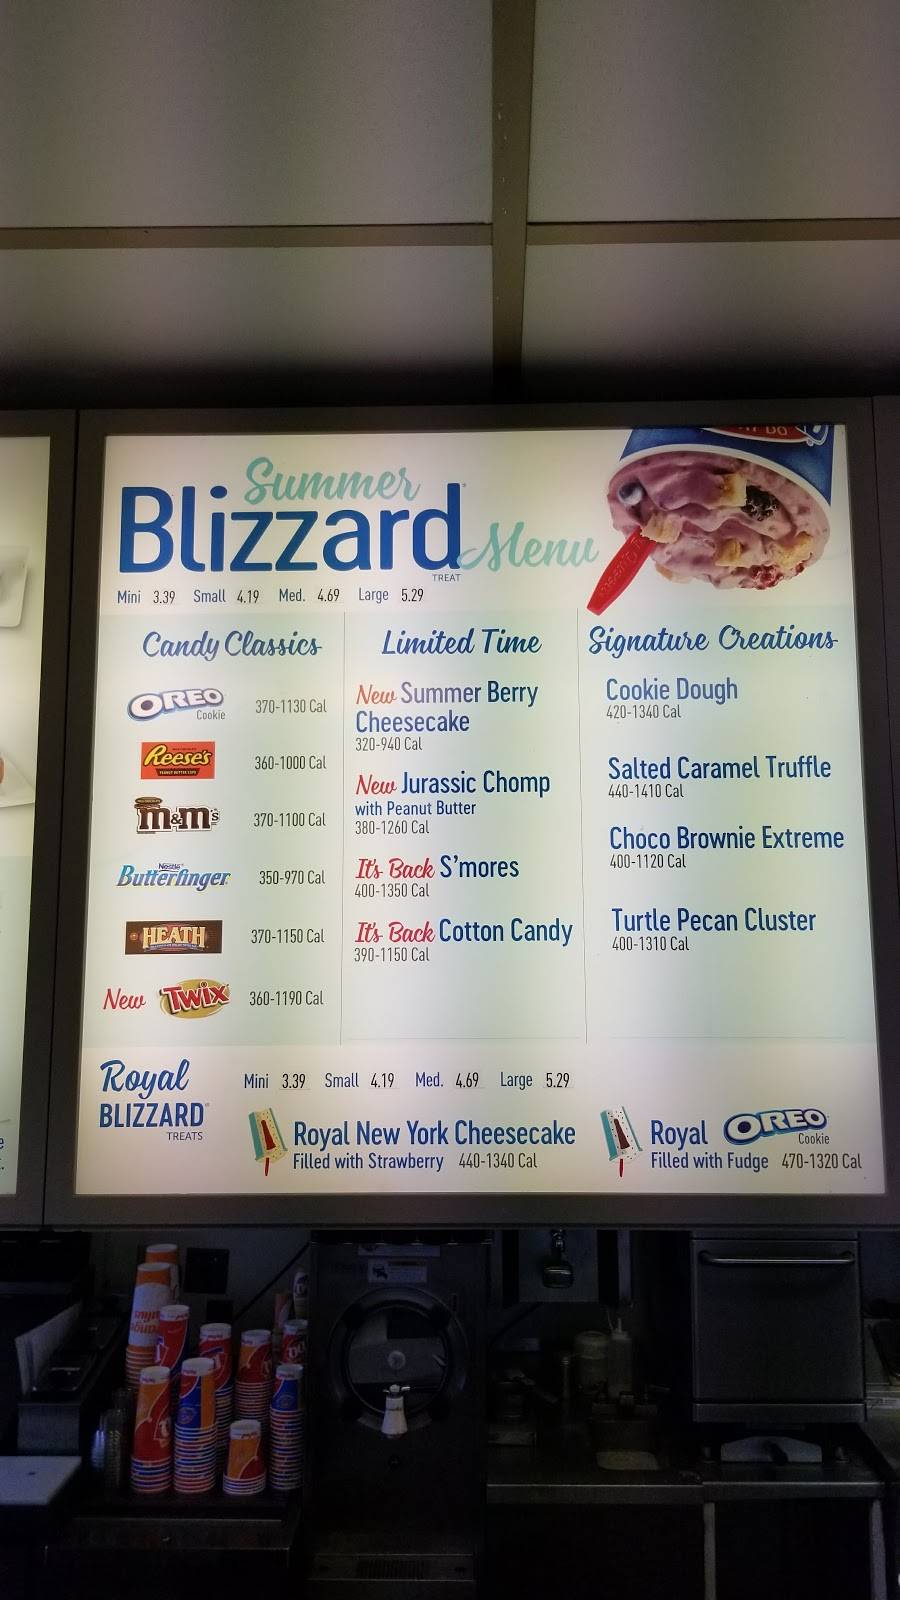 Summer
Blizzard
Menu
TREAT
Mini 3.39 Small 4.19 Med. 4.69 Large 5.29
Candy Classics
OREO
Cookie
370-1130 Cal
Reese's
PEANUT BUTTER CUPS
360-1000 Cal
m&m's
370-1100 Cal
Nestle
Butterfinger
350-970 Cal
HEATH
370-1150 Cal
New TWIX 360-1190 Cal
Limited Time
New Summer Berry
Cheesecake
320-940 Cal
New Jurassic Chomp
with Peanut Butter
380-1260 Cal
It's Back S'mores
400-1350 Cal
It's Back Cotton Candy
390-1150 Cal
Signature Creations
Cookie Dough
420-1340 Cal
Salted Caramel Truffle
440-1410 Cal
Choco Brownie Extreme
400-1120 Cal
Turtle Pecan Cluster
400-1310 Cal
Royal
BLIZZARD®
TREATS
Mini 3.39 Small 4.19 Med. 4.69 Large 5.29
Royal New York Cheesecake
Filled with Strawberry 440-1340 Cal
Royal OREO
Cookie
Filled with Fudge 470-1320 Cal